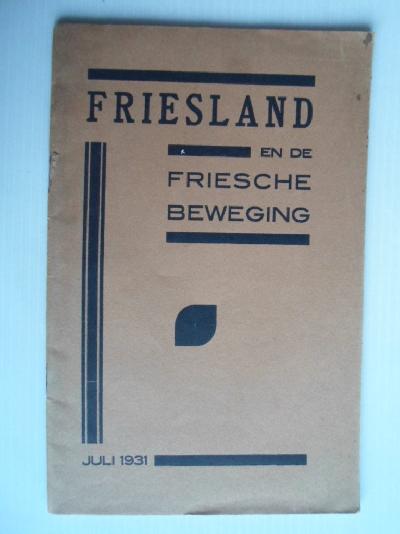 FRIESLAND
EN DE
FRIESCHE
BEWEGING
JULI 1931